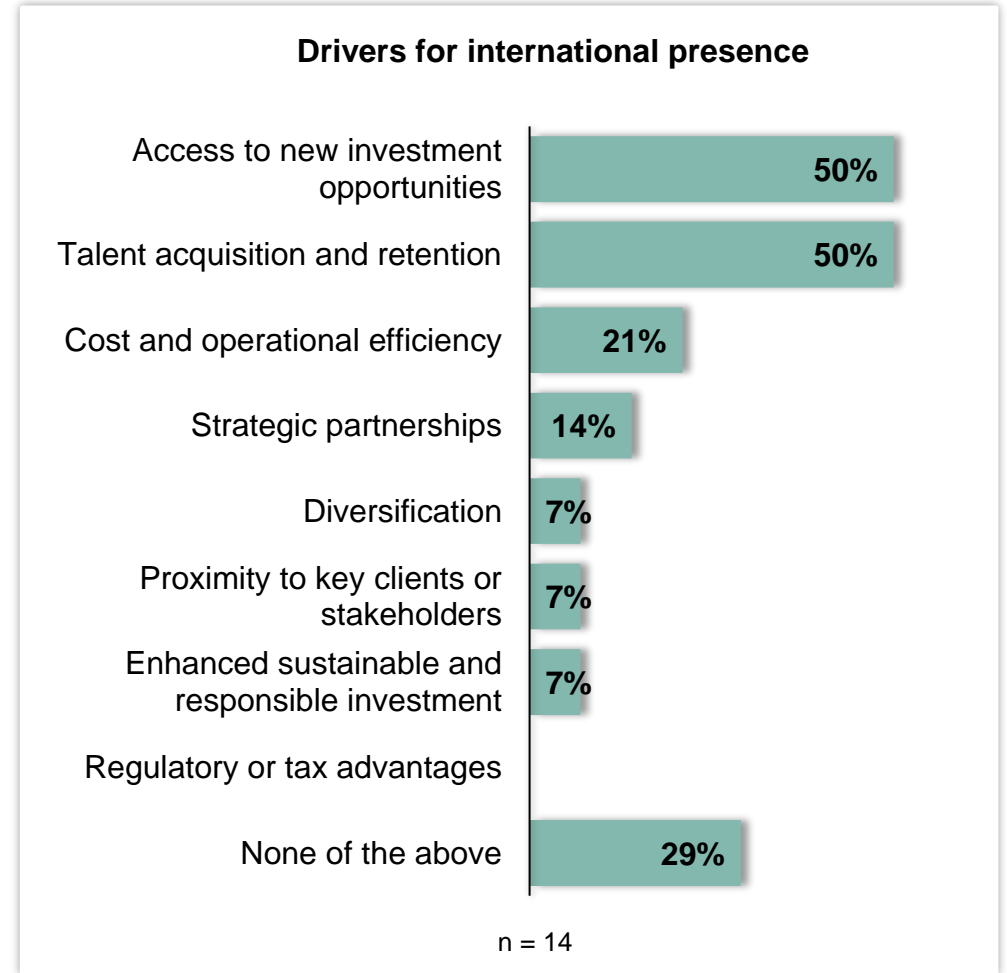 Drivers for international presence
Access to new investment
opportunities
50%
Talent acquisition and retention
50%
Cost and operational efficiency
21%
Strategic partnerships
14%
Diversification
7%
Proximity to key clients or
stakeholders
7%
Enhanced sustainable and
responsible investment
7%
Regulatory or tax advantages
None of the above
29%
n = 14